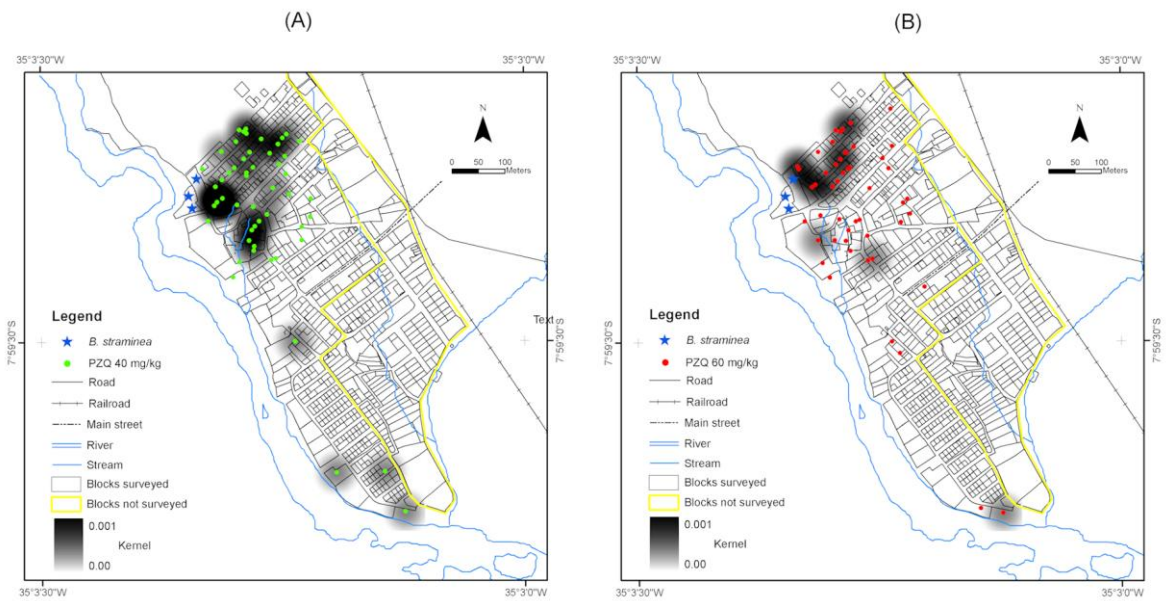 (A)
35°3'30"W
35°3'0"W
N
0 50 100
Meters
Legend
B. straminea
PZQ 40 mg/kg
Road
Railroad
Main street
River
Stream
Blocks surveyed
Blocks not surveyed
0.001
Kernel
0.00
35°3'30"W
35°3'0"W
Text
7°59'30"S
(B)
35°3'30"W
35°3'0"W
N
0 50 100
Meters
7°59'30"S
Legend
B. straminea
PZQ 60 mg/kg
Road
Railroad
Main street
River
Stream
Blocks surveyed
Blocks not surveyed
0.001
Kernel
0.00
35°3'30"W
35°3'0"W
7°59'30"S